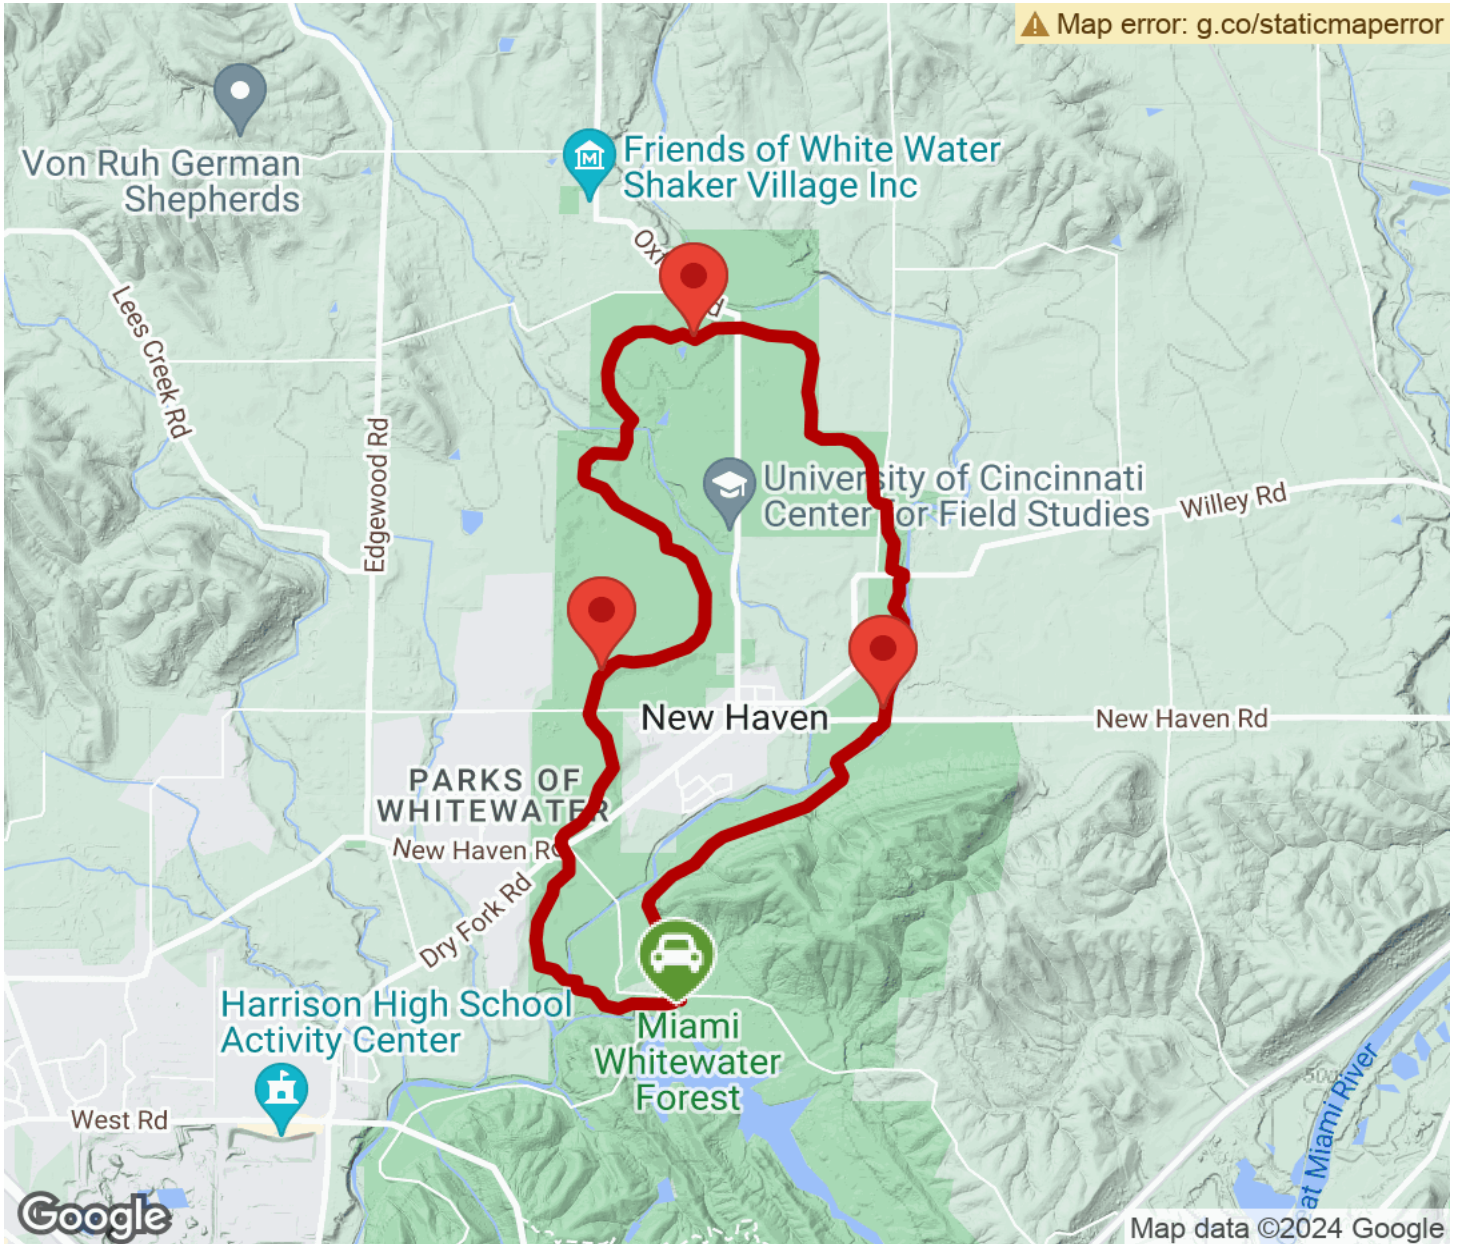 Map error: g.co/staticmaperror
Von Ruh German
Shepherds
Friends of White Water
Shaker Village Inc
Lees Creek Rd
Edgewood Rd
University of Cincinnati
Center for Field Studies
Willey Rd
New Haven
New Haven Rd
PARKS OF
WHITEWATER
New Haven Rd
Dry Fork Rd
Harrison High School
Activity Center
Miami
Whitewater
Forest
West Rd
at Miami River
Google
Map data ©2024 Google